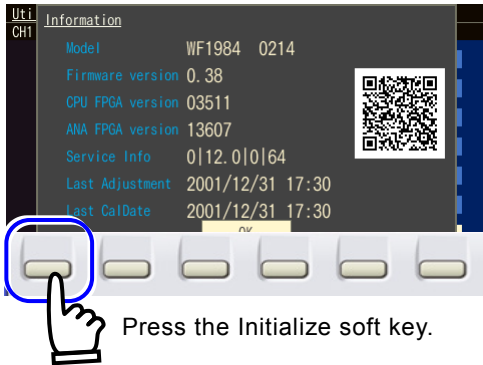 Uti
CH1
Information
Model WF1984 0214
Firmware version 0.38
CPU FPGA version 03511
ANA FPGA version 13607
Service Info 0|12.0|0|64
Last Adjustment 2001/12/31 17:30
Last CalDate 2001/12/31 17:30
OK
Press the Initialize soft key.